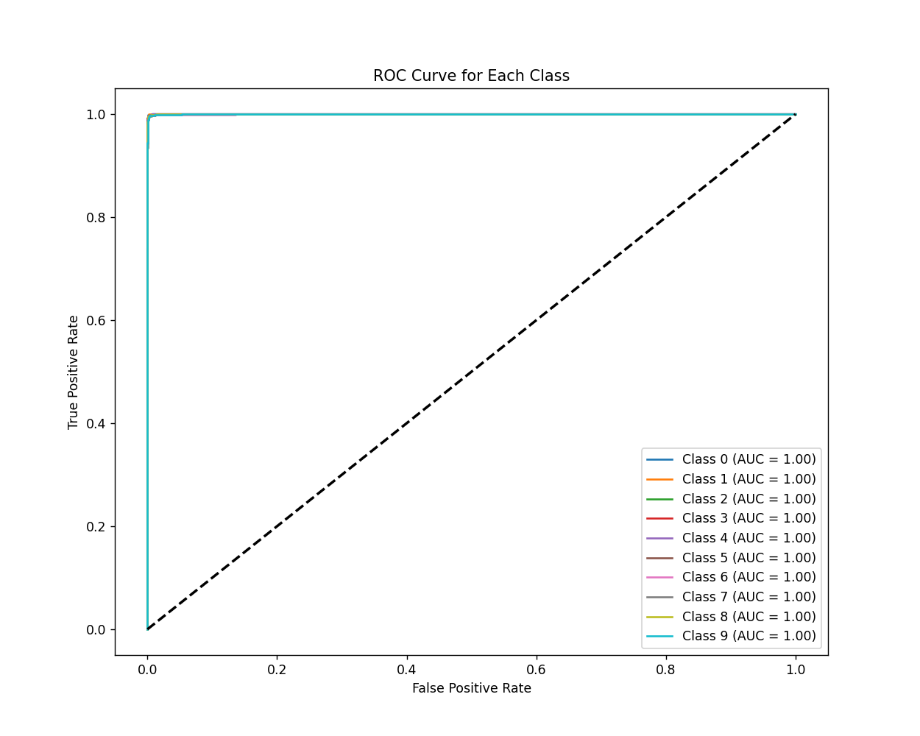 ROC Curve for Each Class
1.0
0.8
0.6
0.4
0.2
0.0
True Positive Rate
Class 0 (AUC = 1.00)
Class 1 (AUC = 1.00)
Class 2 (AUC = 1.00)
Class 3 (AUC = 1.00)
Class 4 (AUC = 1.00)
Class 5 (AUC = 1.00)
Class 6 (AUC = 1.00)
Class 7 (AUC = 1.00)
Class 8 (AUC = 1.00)
Class 9 (AUC = 1.00)
0.0 0.2 0.4 0.6 0.8 1.0
False Positive Rate